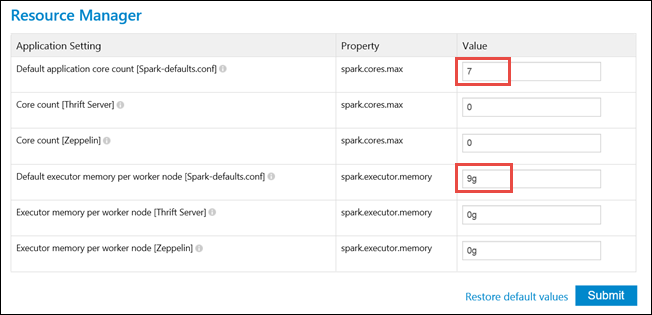 Resource Manager
Application Setting Property Value
Default application core count [Spark-defaults.conf] spark.cores.max 7
Core count [Thrift Server] spark.cores.max 0
Core count [Zeppelin] spark.cores.max 0
Default executor memory per worker node [Spark-defaults.conf] spark.executor.memory 9g
Executor memory per worker node [Thrift Server] spark.executor.memory 0g
Executor memory per worker node [Zeppelin] spark.executor.memory 0g
Restore default values Submit